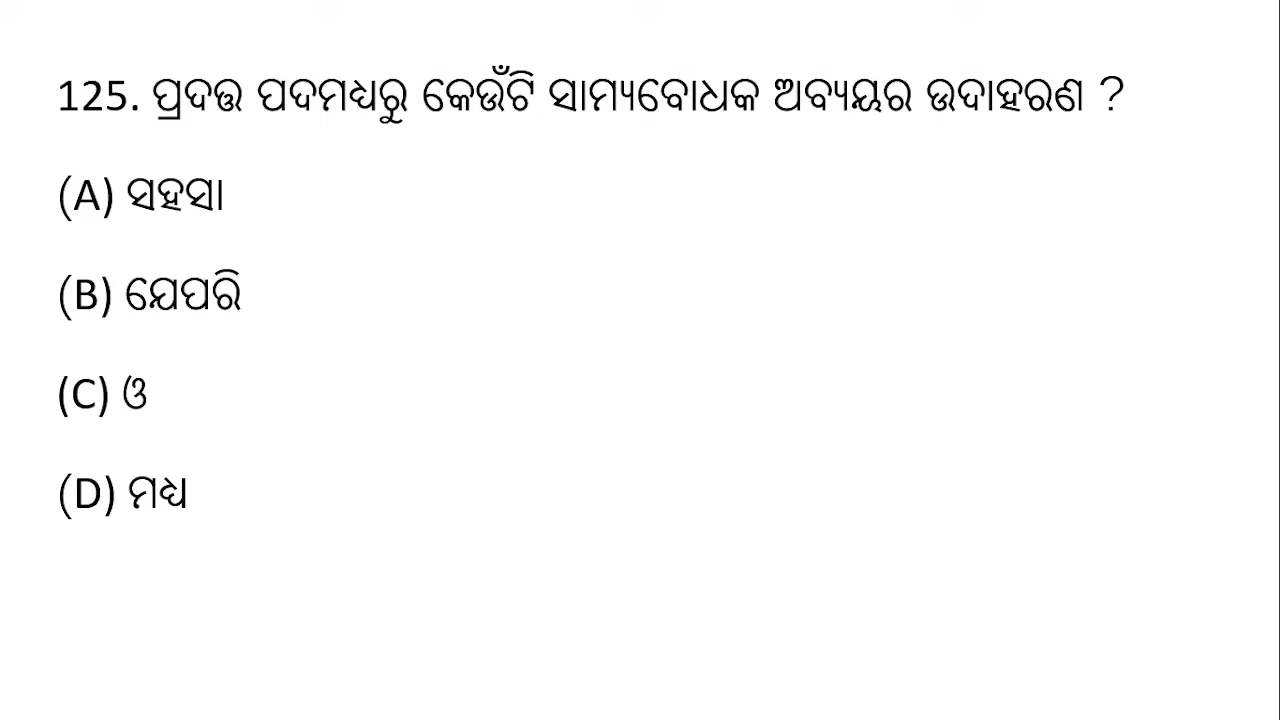 125. ପ୍ରଦତ୍ତ ପଦମଧ୍ୟରୁ କେଉଁଟି ସାମ୍ୟବୋଧକ ଅବ୍ୟୟର ଉଦାହରଣ ?
(A) ସହସା
(B) ଯେପରି
(C) ଓ
(D) ମଧ୍ୟ